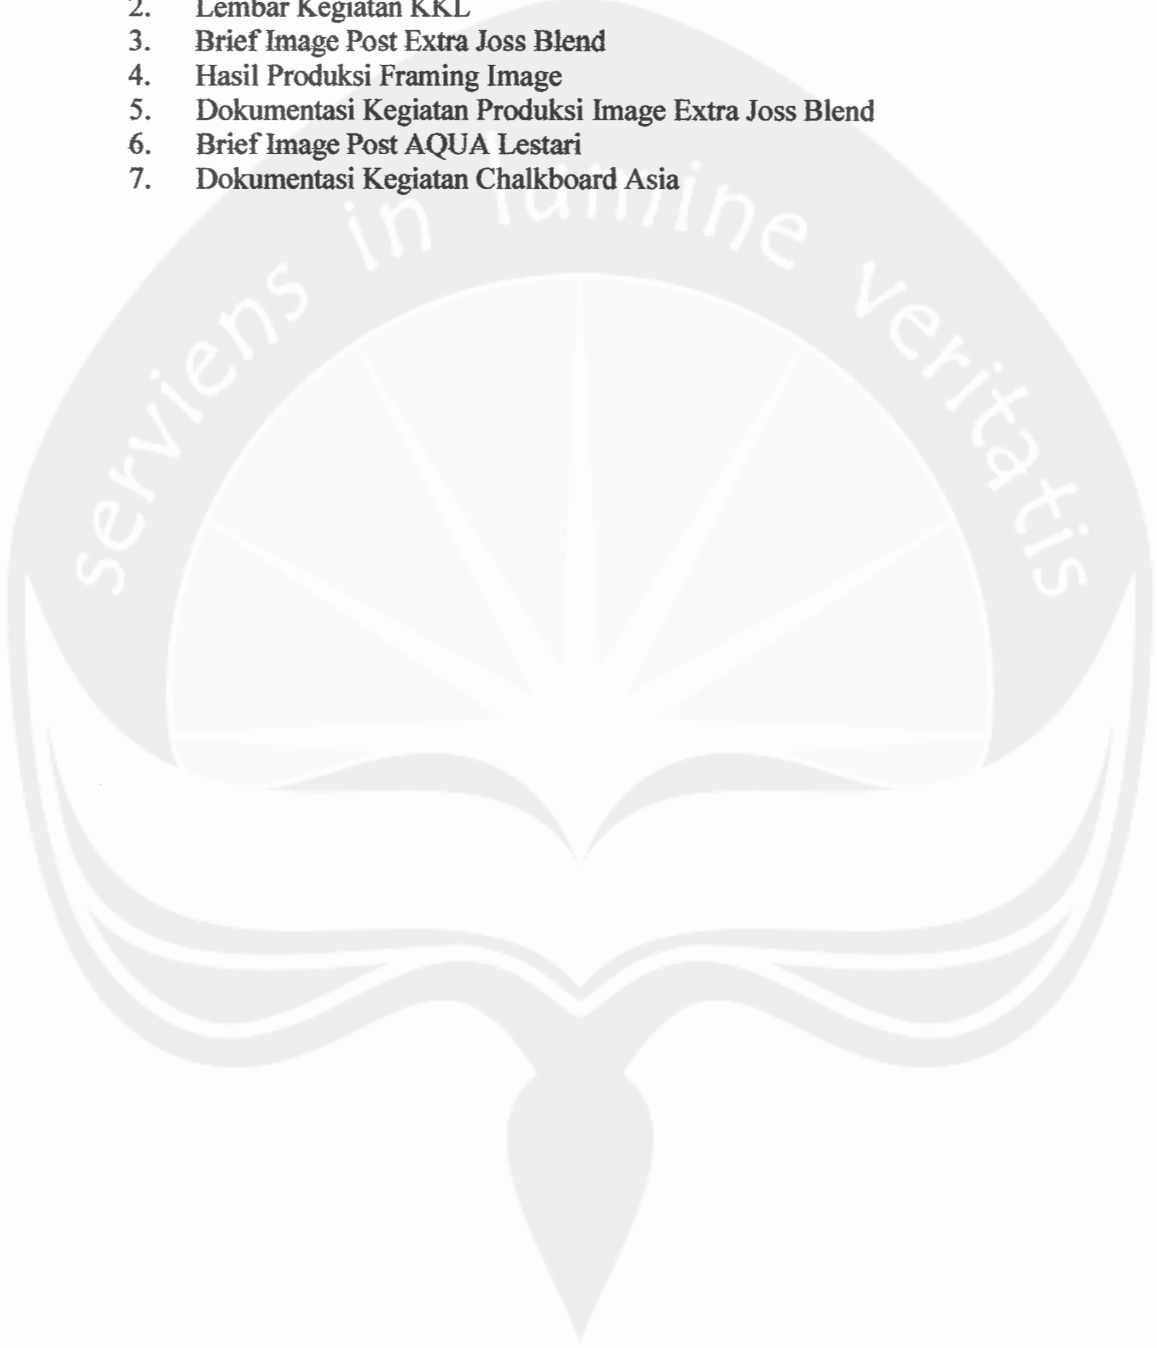 2. Lembar Kegiatan KKL
3. Brief Image Post Extra Joss Blend
4. Hasil Produksi Framing Image
5. Dokumentasi Kegiatan Produksi Image Extra Joss Blend
6. Brief Image Post AQUA Lestari
7. Dokumentasi Kegiatan Chalkboard Asia
serviens in lumine veritatis